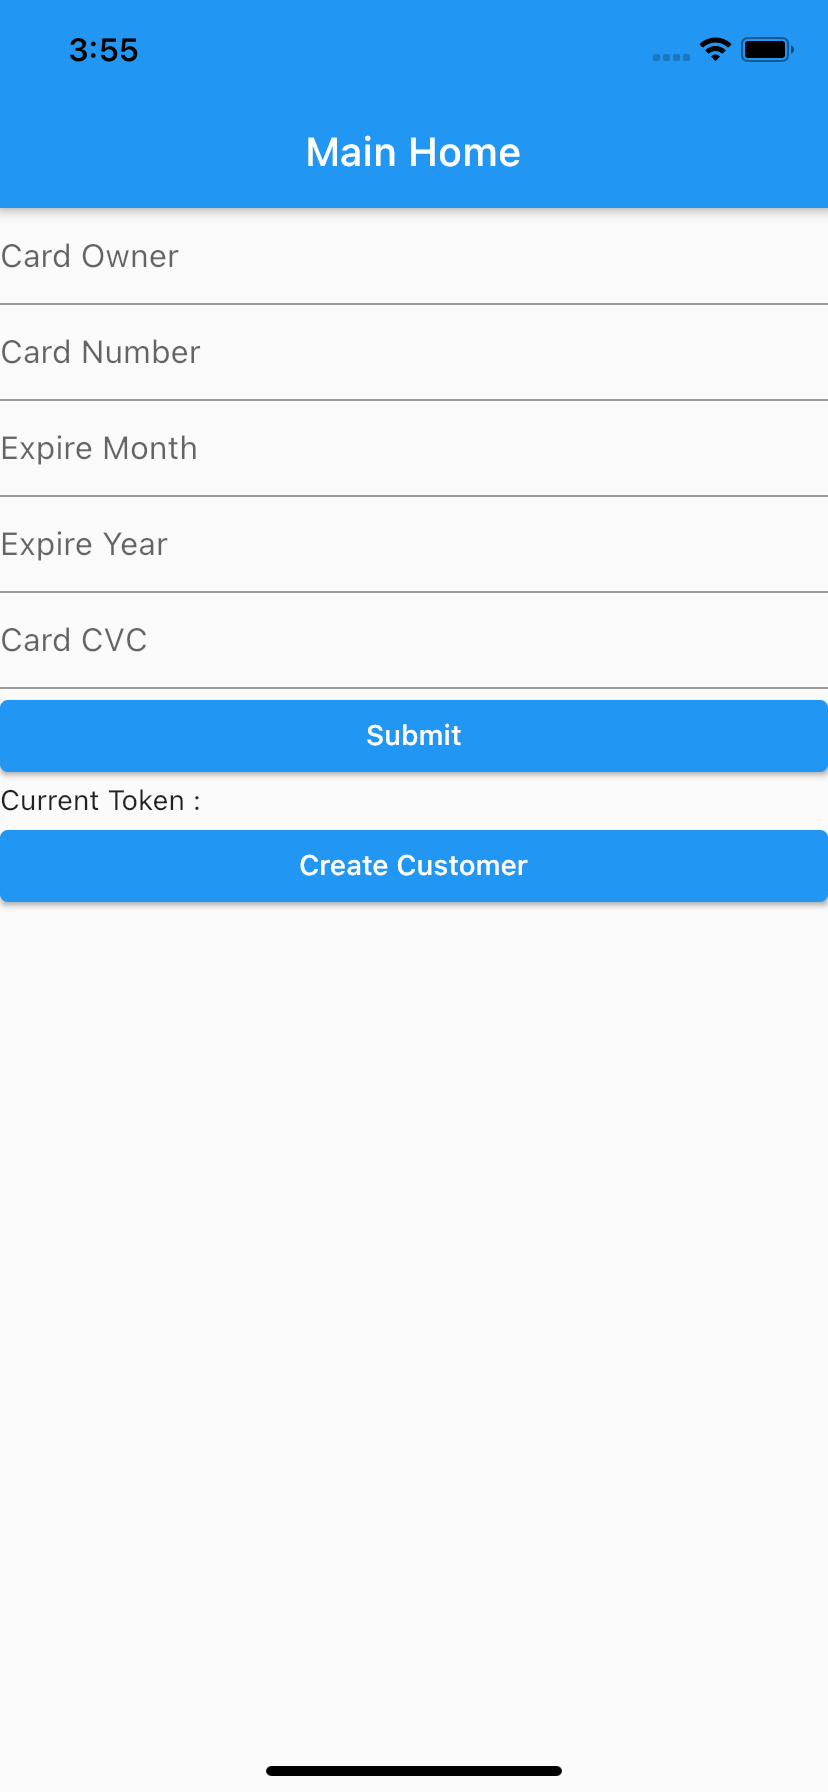 3:55
Main Home
Card Owner
Card Number
Expire Month
Expire Year
Card CVC
Submit
Current Token :
Create Customer